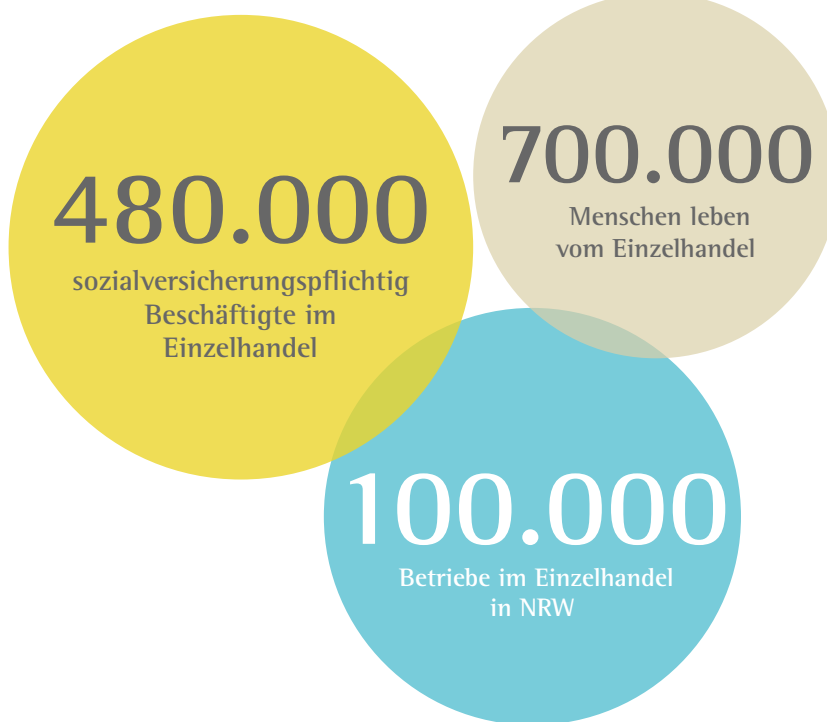 480.000
sozialversicherungspflichtig
Beschäftigte im
Einzelhandel
700.000
Menschen leben
vom Einzelhandel
100.000
Betriebe im Einzelhandel
in NRW